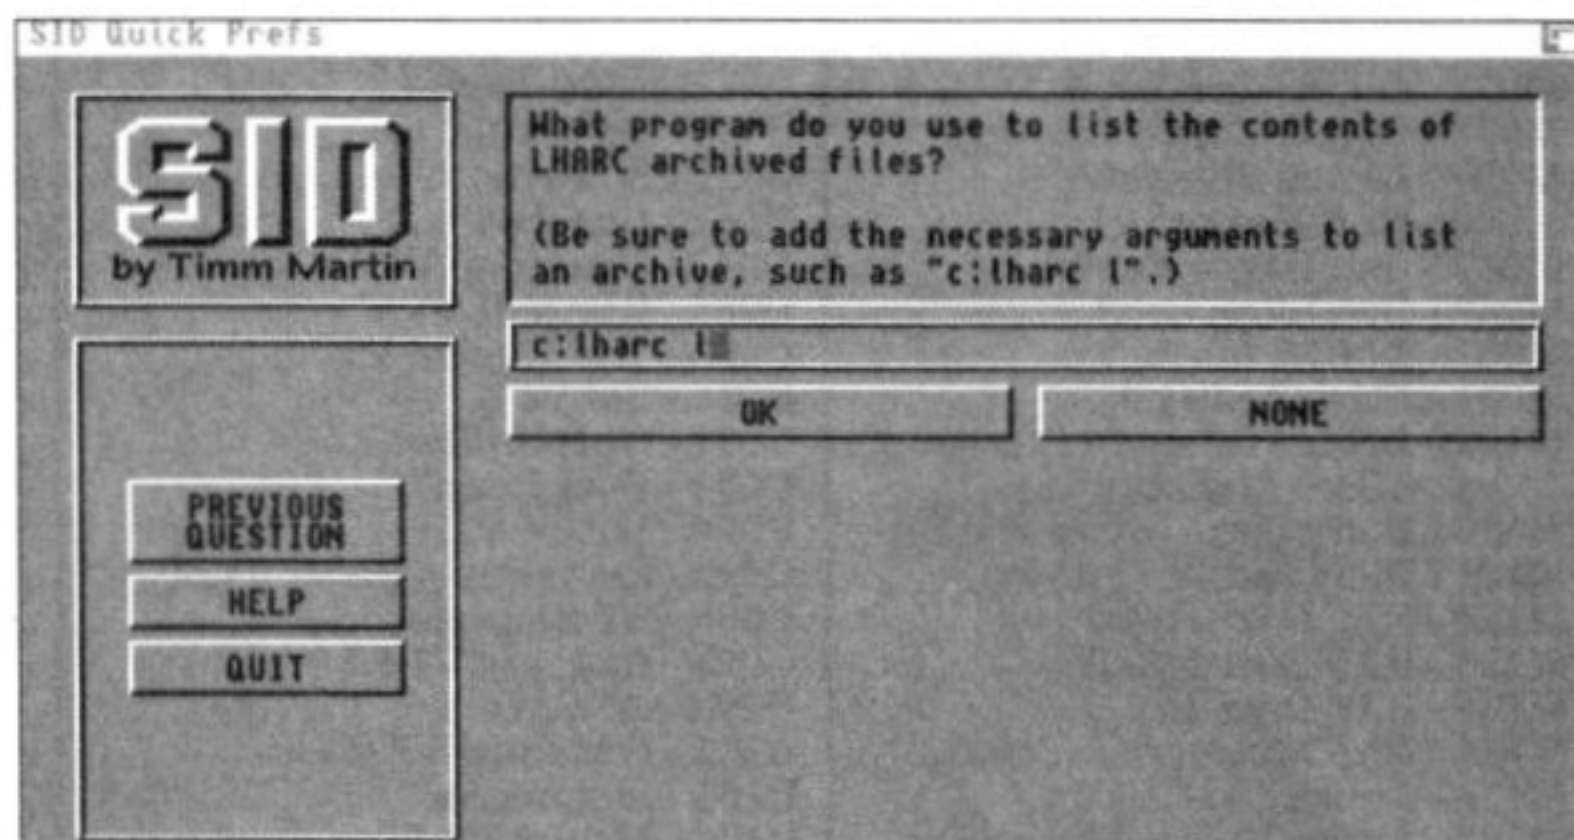 SID Quick Prefs
SID
by Timm Martin
What program do you use to list the contents of
LHARC archived files?
(Be sure to add the necessary arguments to list
an archive, such as "c:lharc l".)
c:lharc l
OK
NONE
PREVIOUS
QUESTION
HELP
QUIT